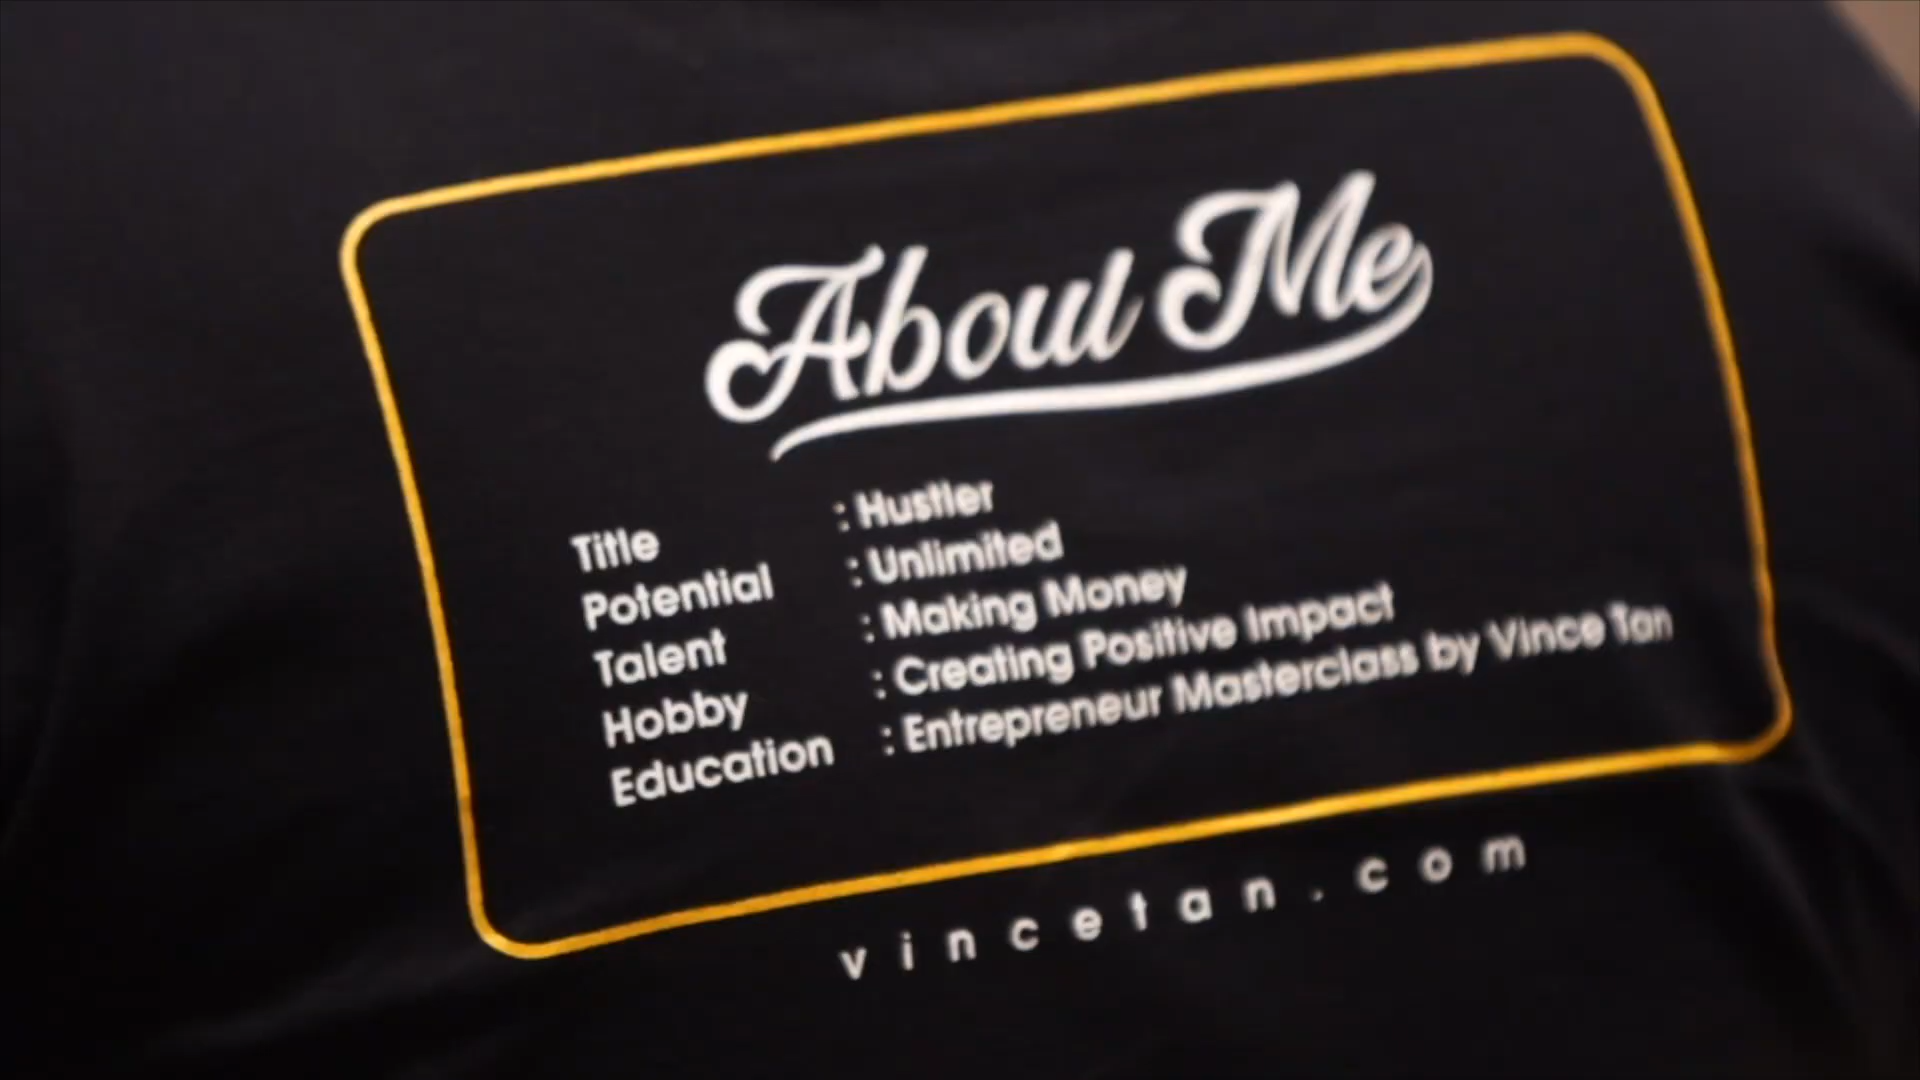 About Me
Title : Hustler
Potential : Unlimited
Talent : Making Money
Hobby : Creating Positive Impact
Education : Entrepreneur Masterclass by Vince Tan
vincetan.com